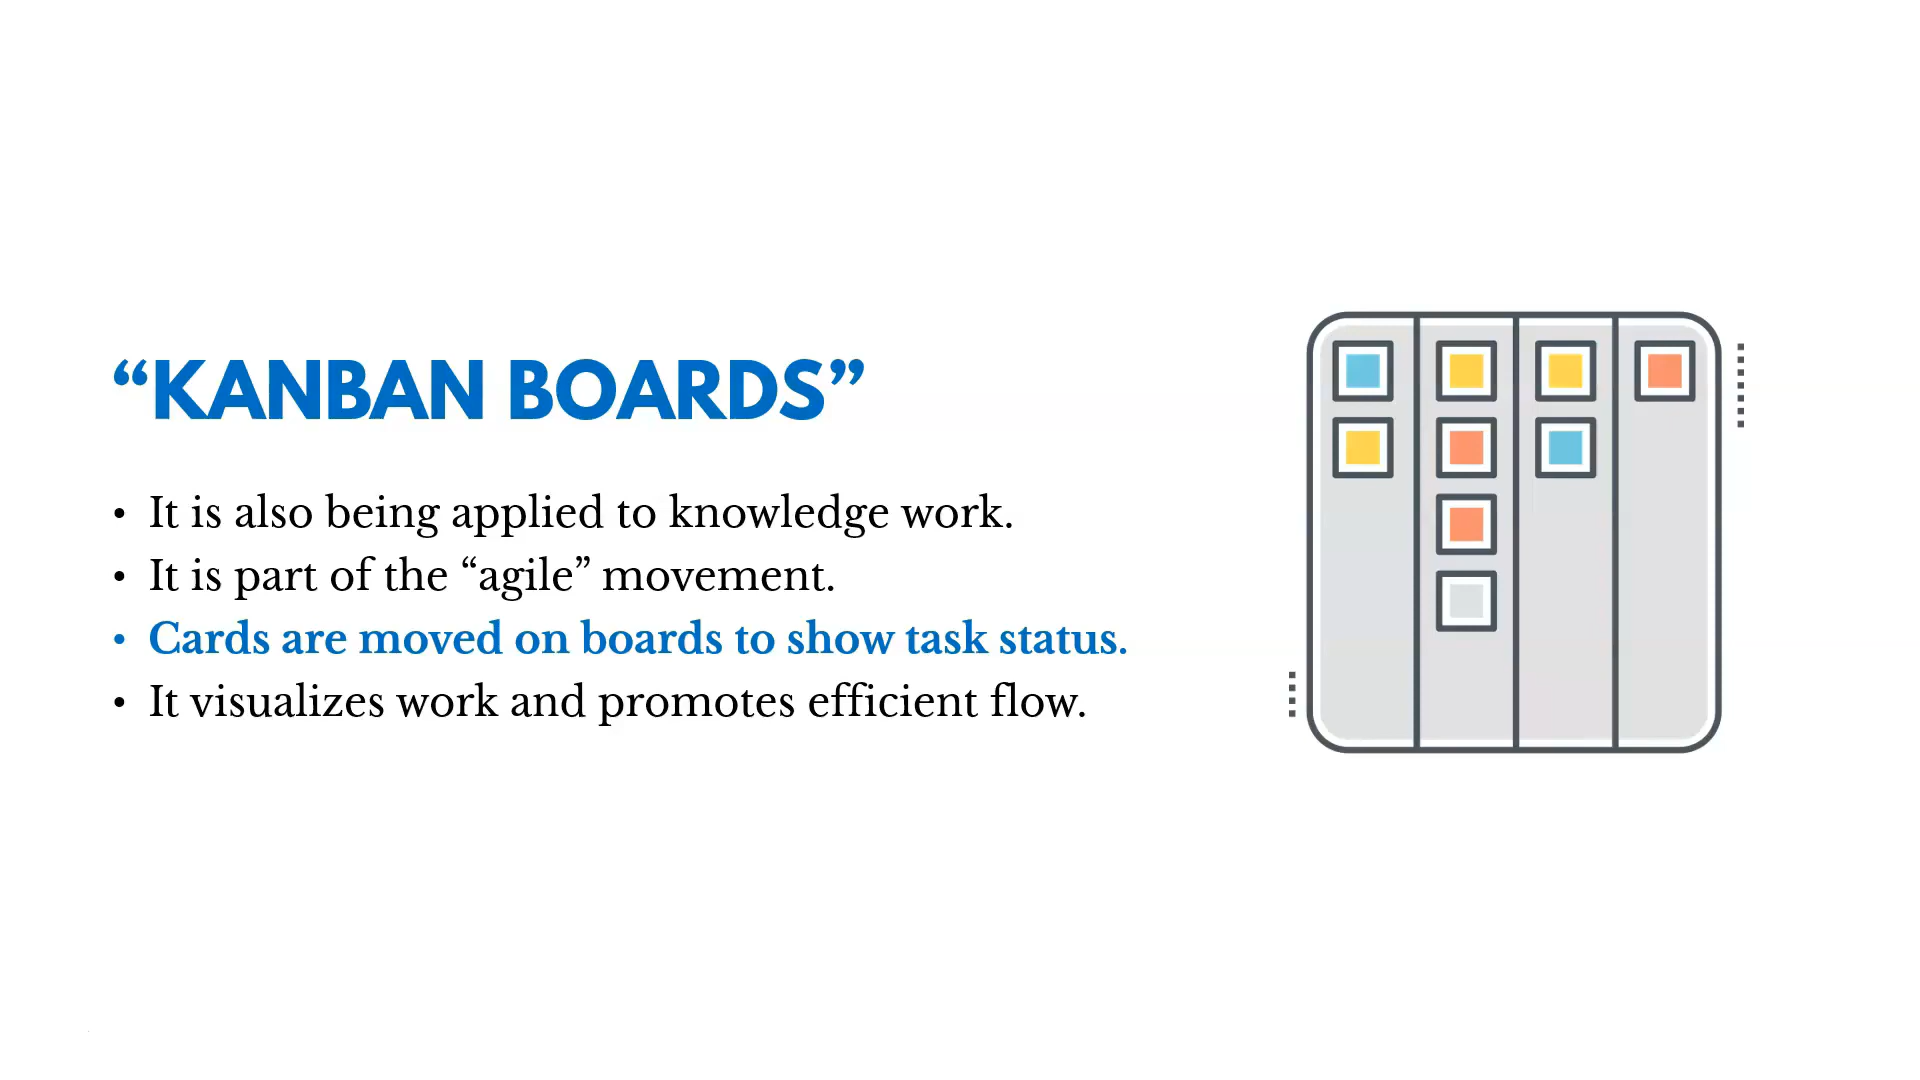 “KANBAN BOARDS”
• It is also being applied to knowledge work.
• It is part of the “agile” movement.
• Cards are moved on boards to show task status.
• It visualizes work and promotes efficient flow.